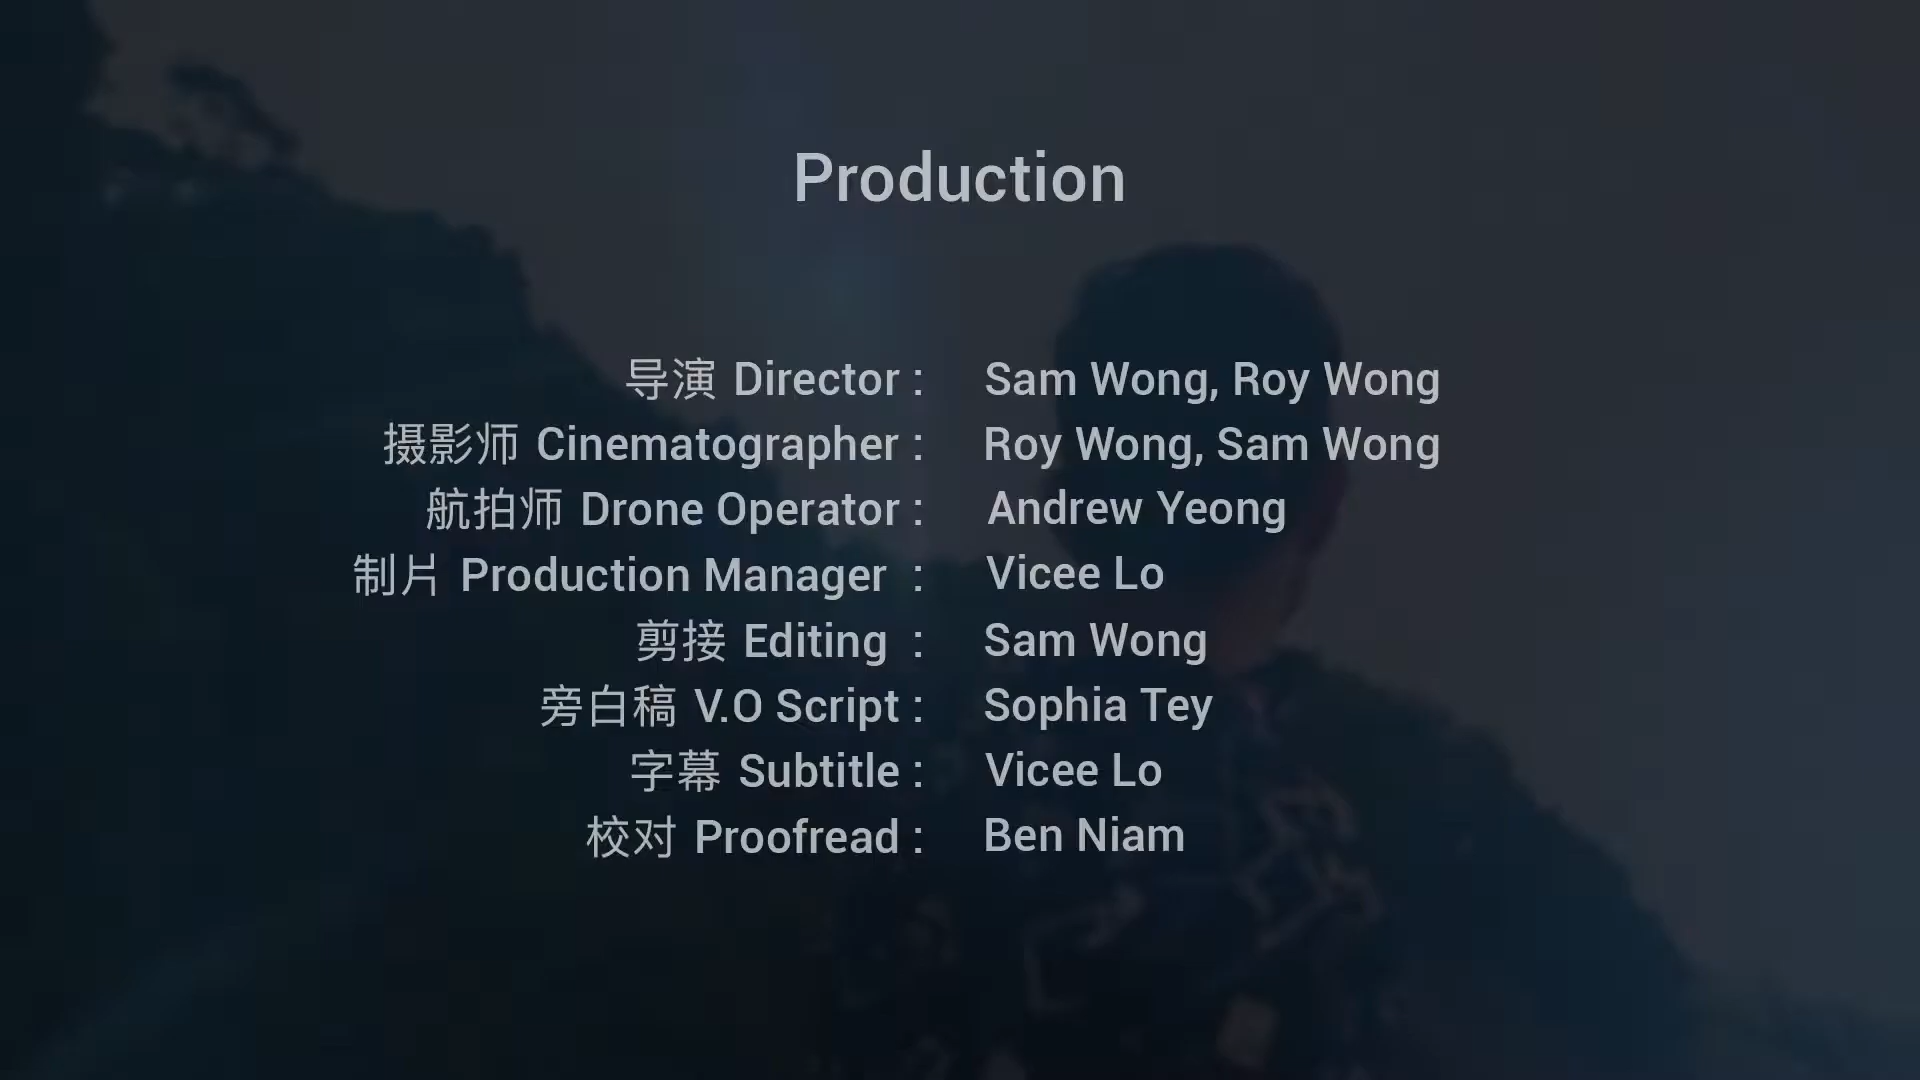 Production
导演 Director : Sam Wong, Roy Wong
摄影师 Cinematographer : Roy Wong, Sam Wong
航拍师 Drone Operator : Andrew Yeong
制片 Production Manager : Vicee Lo
剪接 Editing : Sam Wong
旁白稿 V.O Script : Sophia Tey
字幕 Subtitle : Vicee Lo
校对 Proofread : Ben Niam